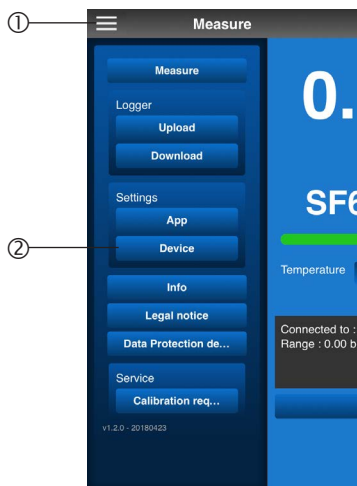 ①
Measure
Measure
Logger
Upload
Download
Settings
App
② Device
Info
Legal notice
Data Protection de...
Service
Calibration req...
v1.2.0 - 20180423
0.
SF6
Temperature
Connected to :
Range : 0.00 b